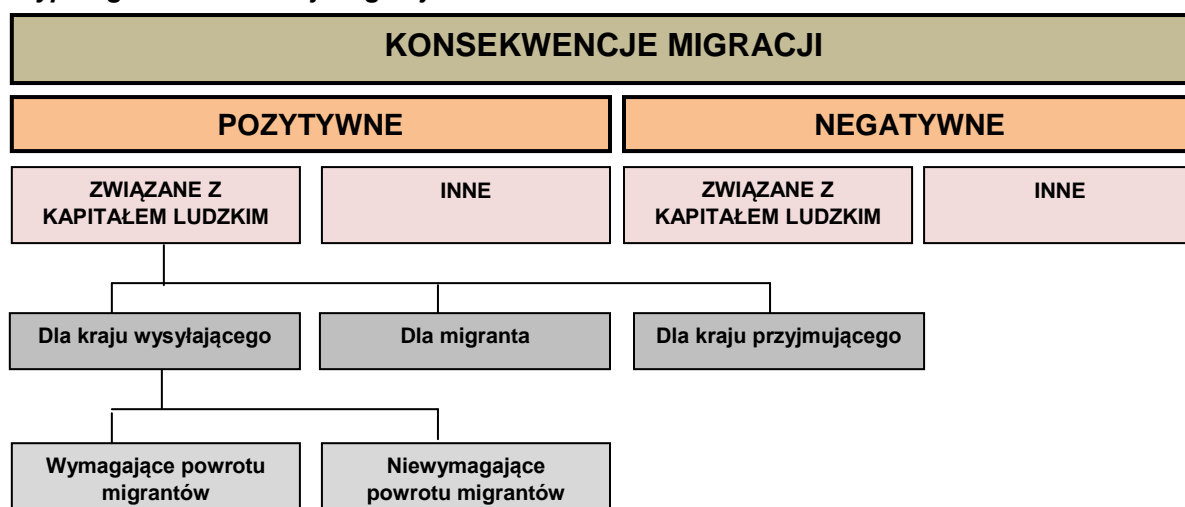 KONSEKWENCJE MIGRACJI
POZYTYWNE
NEGATYWNE
ZWIĄZANE Z
KAPITAŁEM LUDZKIM
INNE
ZWIĄZANE Z
KAPITAŁEM LUDZKIM
INNE
Dla kraju wysyłającego
Dla migranta
Dla kraju przyjmującego
Wymagające powrotu
migrantów
Niewymagające
powrotu migrantów